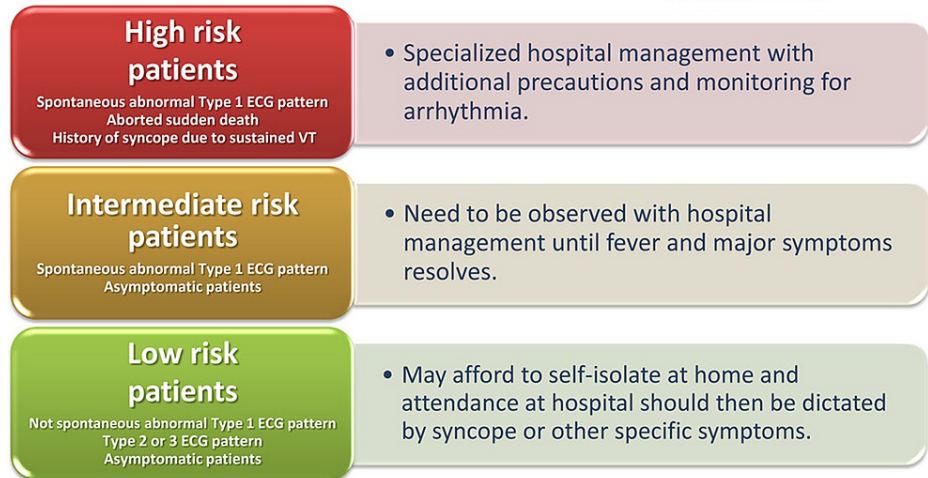 High risk
patients
Spontaneous abnormal Type 1 ECG pattern
Aborted sudden death
History of syncope due to sustained VT
• Specialized hospital management with
additional precautions and monitoring for
arrhythmia.
Intermediate risk
patients
Spontaneous abnormal Type 1 ECG pattern
Asymptomatic patients
• Need to be observed with hospital
management until fever and major symptoms
resolves.
Low risk
patients
Not spontaneous abnormal Type 1 ECG pattern
Type 2 or 3 ECG pattern
Asymptomatic patients
• May afford to self-isolate at home and
attendance at hospital should then be dictated
by syncope or other specific symptoms.